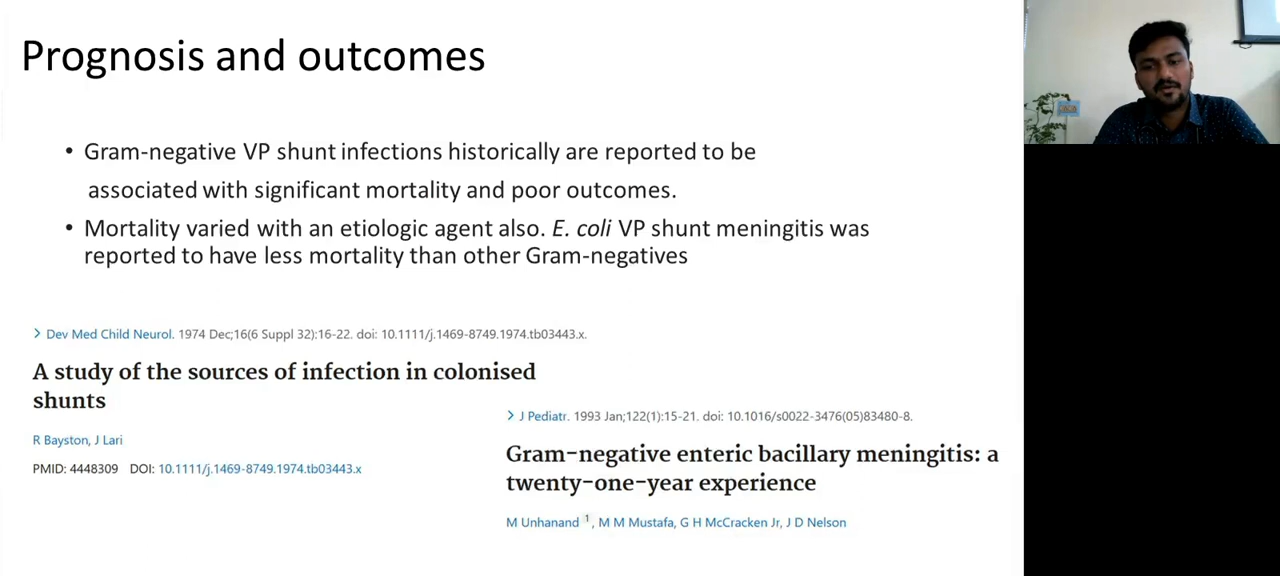 Prognosis and outcomes
• Gram-negative VP shunt infections historically are reported to be
associated with significant mortality and poor outcomes.
• Mortality varied with an etiologic agent also. E. coli VP shunt meningitis was
reported to have less mortality than other Gram-negatives
> Dev Med Child Neurol. 1974 Dec;16(6 Suppl 32):16-22. doi: 10.1111/j.1469-8749.1974.tb03443.x.
A study of the sources of infection in colonised
shunts
R Bayston, J Lari
PMID: 4448309 DOI: 10.1111/j.1469-8749.1974.tb03443.x
> J Pediatr. 1993 Jan;122(1):15-21. doi: 10.1016/s0022-3476(05)83480-8.
Gram-negative enteric bacillary meningitis: a
twenty-one-year experience
M Unhanand 1, M M Mustafa, G H McCracken Jr, J D Nelson